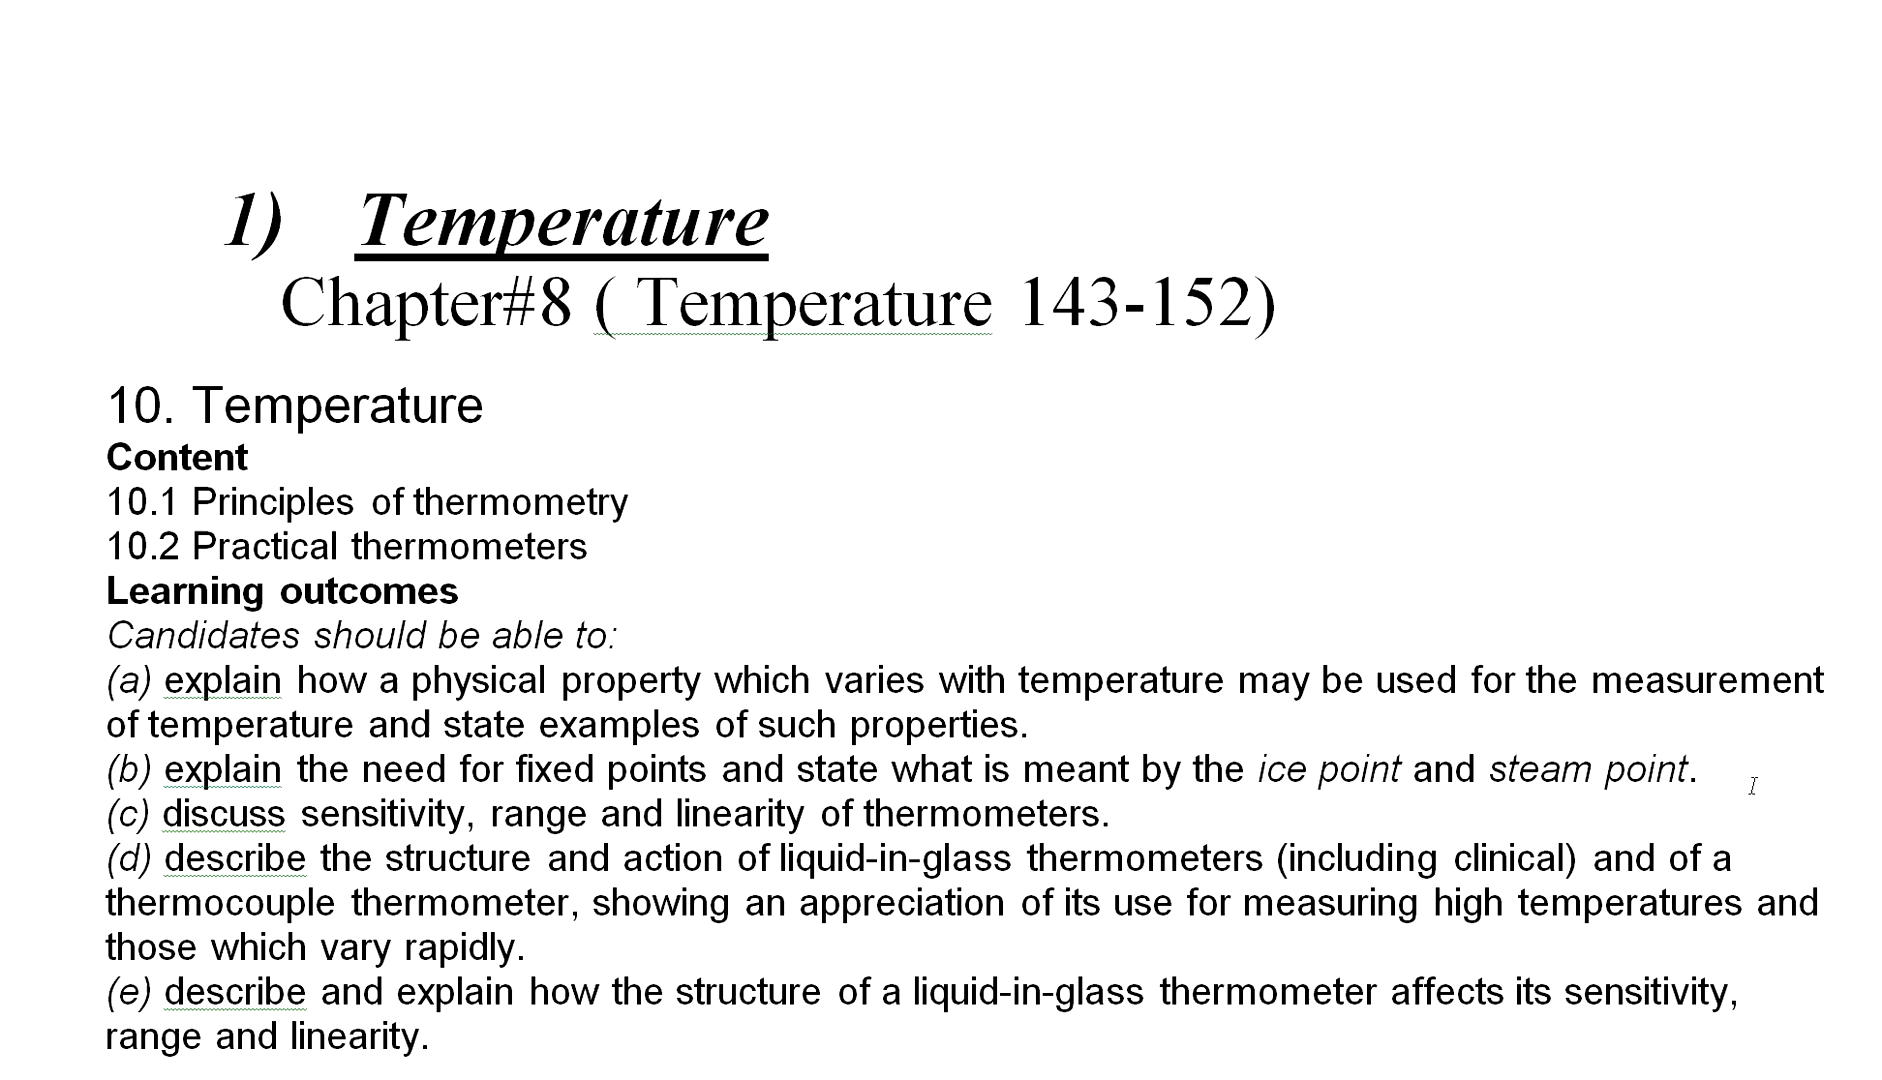 1) Temperature
Chapter#8 ( Temperature 143-152)
10. Temperature
Content
10.1 Principles of thermometry
10.2 Practical thermometers
Learning outcomes
Candidates should be able to:
(a) explain how a physical property which varies with temperature may be used for the measurement
of temperature and state examples of such properties.
(b) explain the need for fixed points and state what is meant by the ice point and steam point.
(c) discuss sensitivity, range and linearity of thermometers.
(d) describe the structure and action of liquid-in-glass thermometers (including clinical) and of a
thermocouple thermometer, showing an appreciation of its use for measuring high temperatures and
those which vary rapidly.
(e) describe and explain how the structure of a liquid-in-glass thermometer affects its sensitivity,
range and linearity.